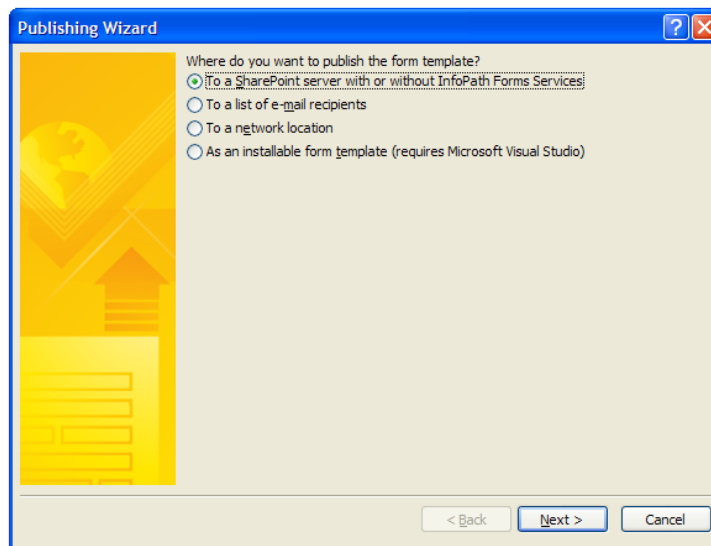 Publishing Wizard
Where do you want to publish the form template?
To a SharePoint server with or without InfoPath Forms Services
To a list of e-mail recipients
To a network location
As an installable form template (requires Microsoft Visual Studio)
< Back Next > Cancel